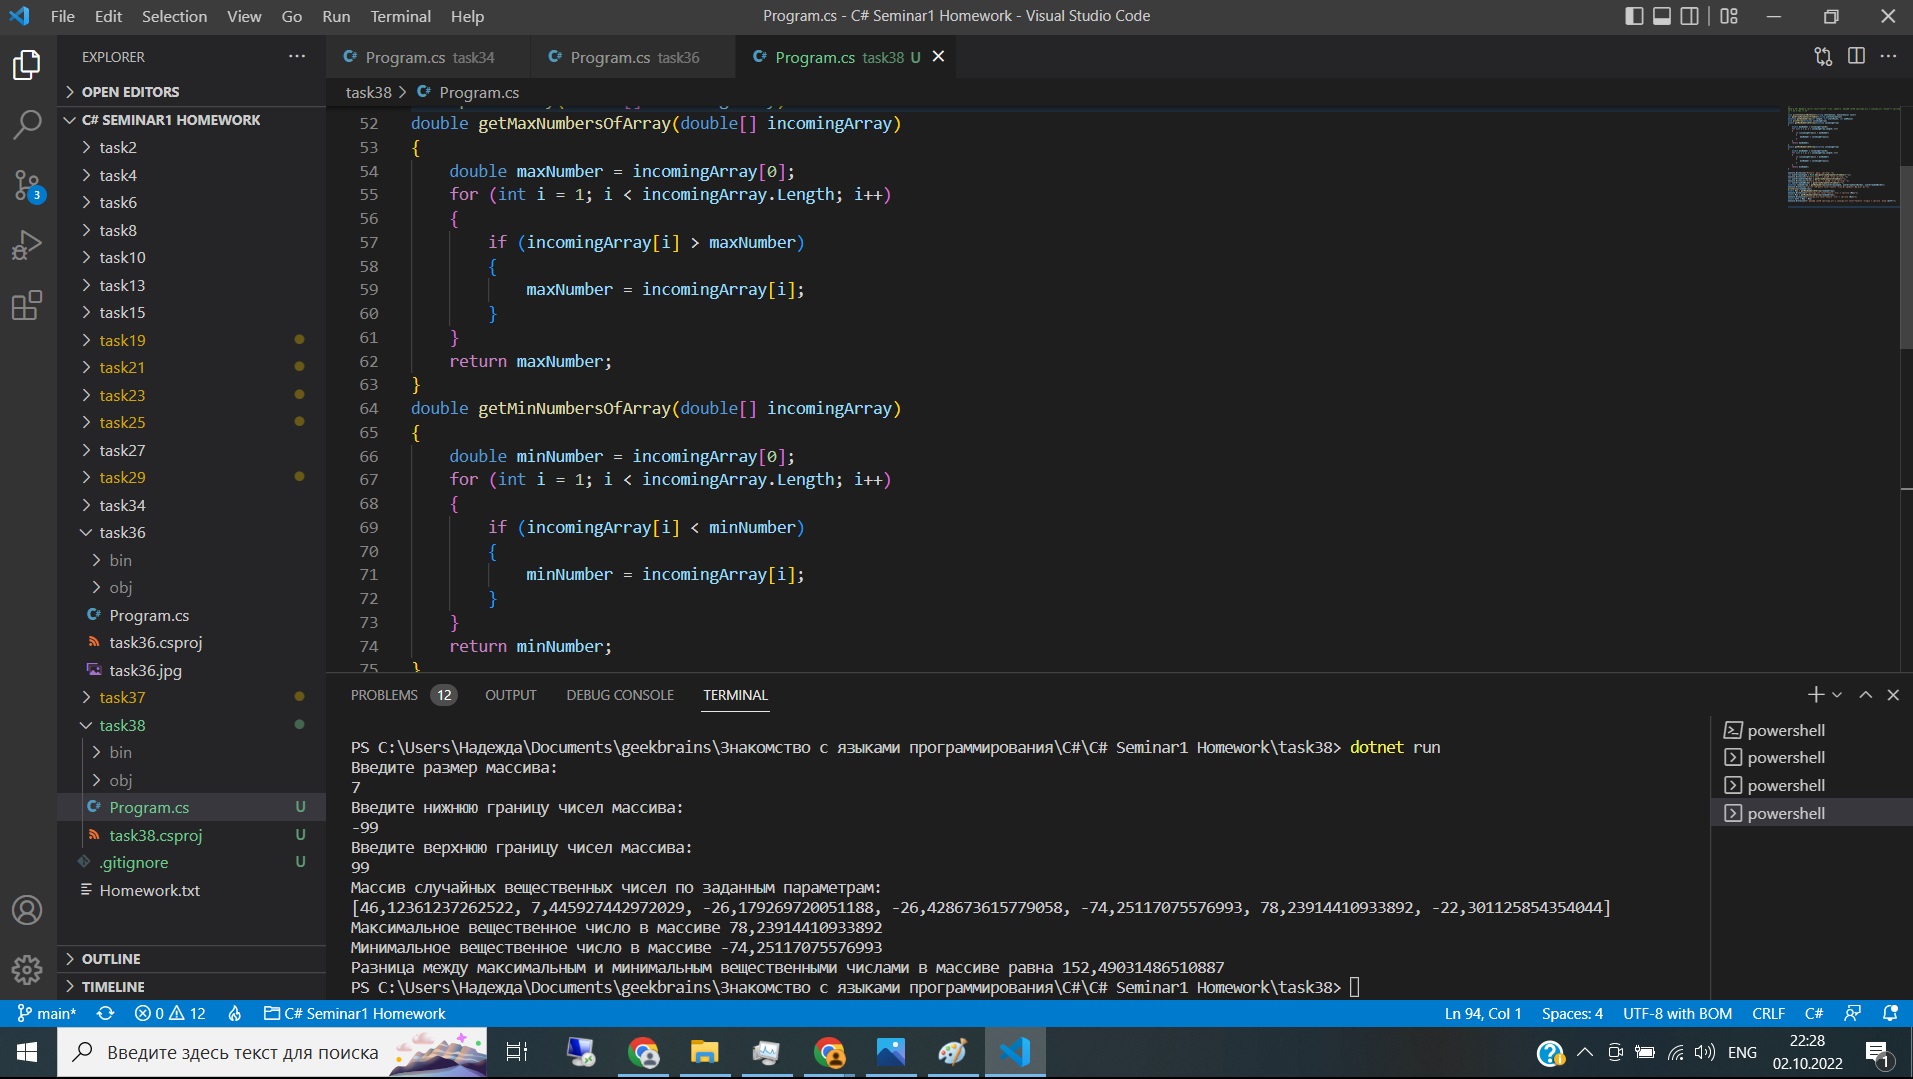 File Edit Selection View Go Run Terminal Help
Program.cs - C# Seminar1 Homework - Visual Studio Code
EXPLORER
OPEN EDITORS
C# SEMINAR1 HOMEWORK
task2
task4
task6
task8
task10
task13
task15
task19
task21
task23
task25
task27
task29
task34
task36
bin
obj
Program.cs
task36.csproj
task36.jpg
task37
task38
bin
obj
Program.cs U
task38.csproj U
.gitignore U
Homework.txt
OUTLINE
TIMELINE
3
Program.cs task34
Program.cs task36
Program.cs task38 U
task38 > Program.cs
52 double getMaxNumbersOfArray(double[] incomingArray)
53 {
54 double maxNumber = incomingArray[0];
55 for (int i = 1; i < incomingArray.Length; i++)
56 {
57 if (incomingArray[i] > maxNumber)
58 {
59 maxNumber = incomingArray[i];
60 }
61 }
62 return maxNumber;
63 }
64 double getMinNumbersOfArray(double[] incomingArray)
65 {
66 double minNumber = incomingArray[0];
67 for (int i = 1; i < incomingArray.Length; i++)
68 {
69 if (incomingArray[i] < minNumber)
70 {
71 minNumber = incomingArray[i];
72 }
73 }
74 return minNumber;
75 }
PROBLEMS 12 OUTPUT DEBUG CONSOLE TERMINAL
PS C:\Users\Надежда\Documents\geekbrains\Знакомство с языками программирования\C#\C# Seminar1 Homework\task38> dotnet run
Введите размер массива:
7
Введите нижнюю границу чисел массива:
-99
Введите верхнюю границу чисел массива:
99
Массив случайных вещественных чисел по заданным параметрам:
[46,12361237262522, 7,445927442972029, -26,179269720051188, -26,428673615779058, -74,25117075576993, 78,23914410933892, -22,301125854354044]
Максимальное вещественное число в массиве 78,23914410933892
Минимальное вещественное число в массиве -74,25117075576993
Разница между максимальным и минимальным вещественными числами в массиве равна 152,49031486510887
PS C:\Users\Надежда\Documents\geekbrains\Знакомство с языками программирования\C#\C# Seminar1 Homework\task38>
powershell
powershell
powershell
powershell
main* 0 12 C# Seminar1 Homework
Ln 94, Col 1 Spaces: 4 UTF-8 with BOM CRLF C#
Введите здесь текст для поиска
ENG
22:28
02.10.2022
1